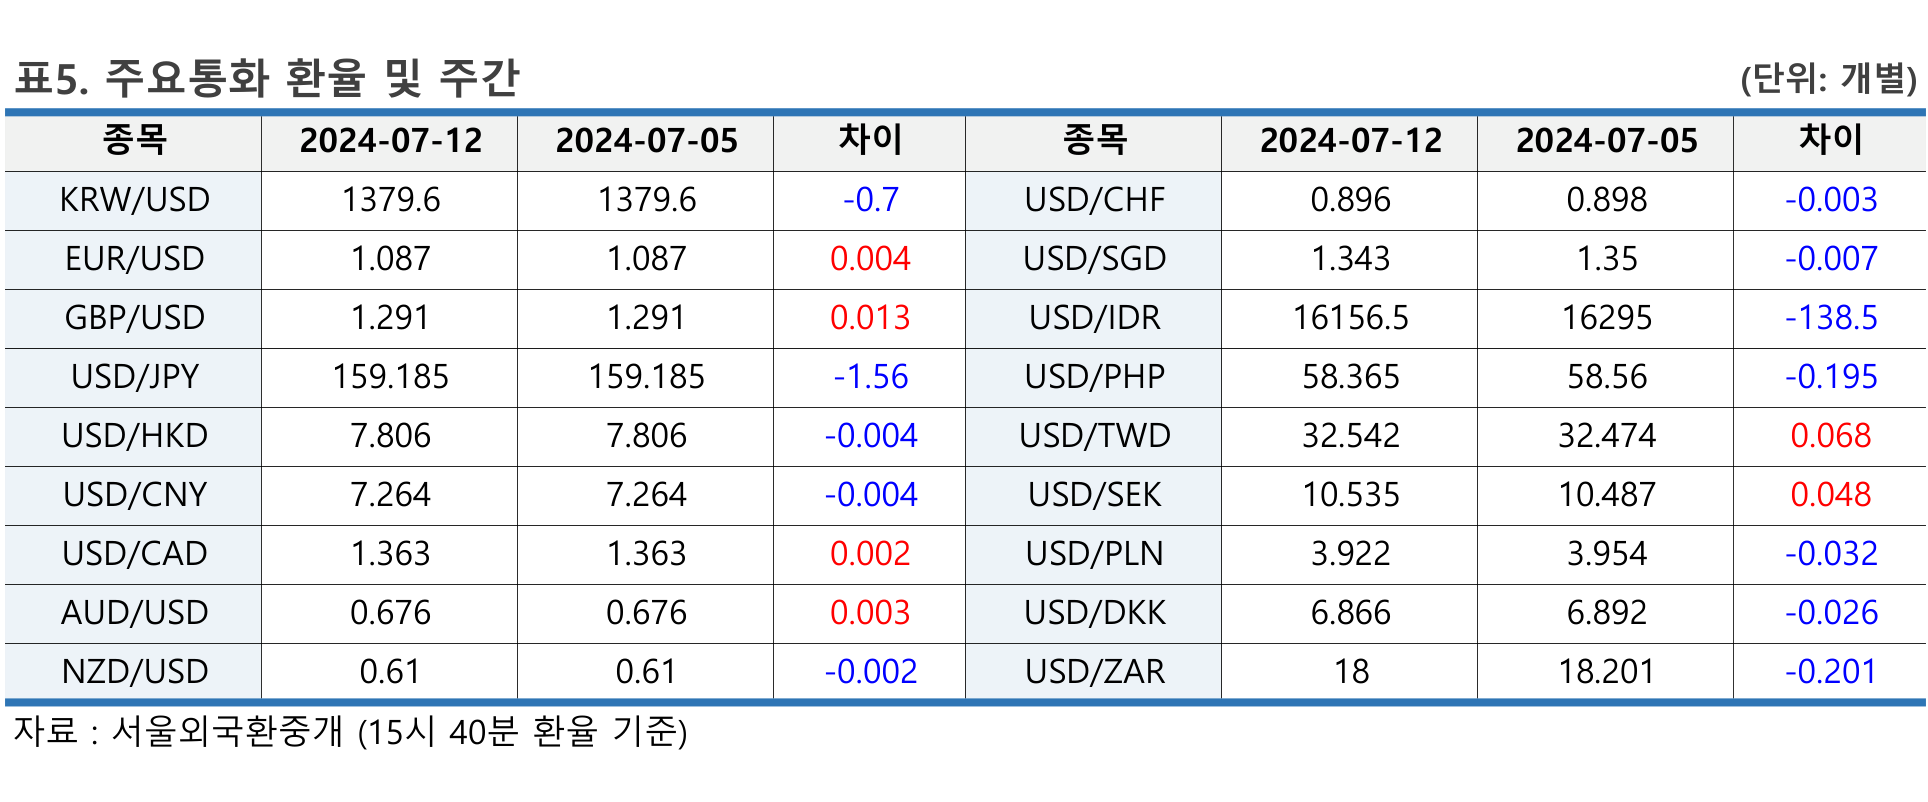 표5. 주요통화 환율 및 주간 (단위: 개별)
종목 2024-07-12 2024-07-05 차이 종목 2024-07-12 2024-07-05 차이
KRW/USD 1379.6 1379.6 -0.7 USD/CHF 0.896 0.898 -0.003
EUR/USD 1.087 1.087 0.004 USD/SGD 1.343 1.35 -0.007
GBP/USD 1.291 1.291 0.013 USD/IDR 16156.5 16295 -138.5
USD/JPY 159.185 159.185 -1.56 USD/PHP 58.365 58.56 -0.195
USD/HKD 7.806 7.806 -0.004 USD/TWD 32.542 32.474 0.068
USD/CNY 7.264 7.264 -0.004 USD/SEK 10.535 10.487 0.048
USD/CAD 1.363 1.363 0.002 USD/PLN 3.922 3.954 -0.032
AUD/USD 0.676 0.676 0.003 USD/DKK 6.866 6.892 -0.026
NZD/USD 0.61 0.61 -0.002 USD/ZAR 18 18.201 -0.201
자료 : 서울외국환중개 (15시 40분 환율 기준)